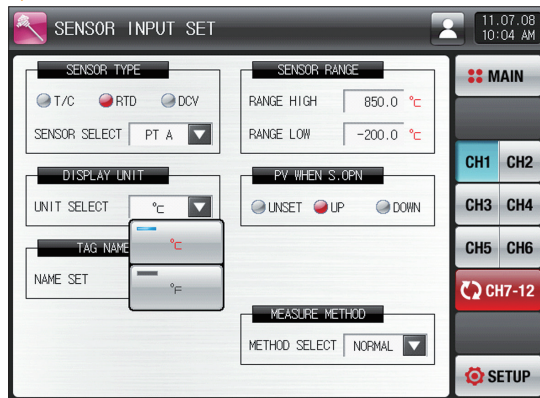 SENSOR INPUT SET
11.07.08
10:04 AM
SENSOR TYPE
T/C RTD DCV
SENSOR SELECT PT A
SENSOR RANGE
RANGE HIGH 850.0 ℃
RANGE LOW -200.0 ℃
DISPLAY UNIT
UNIT SELECT ℃
℃
℉
PV WHEN S.OPN
UNSET UP DOWN
TAG NAME
NAME SET
MEASURE METHOD
METHOD SELECT NORMAL
MAIN
CH1 CH2
CH3 CH4
CH5 CH6
CH7-12
SETUP